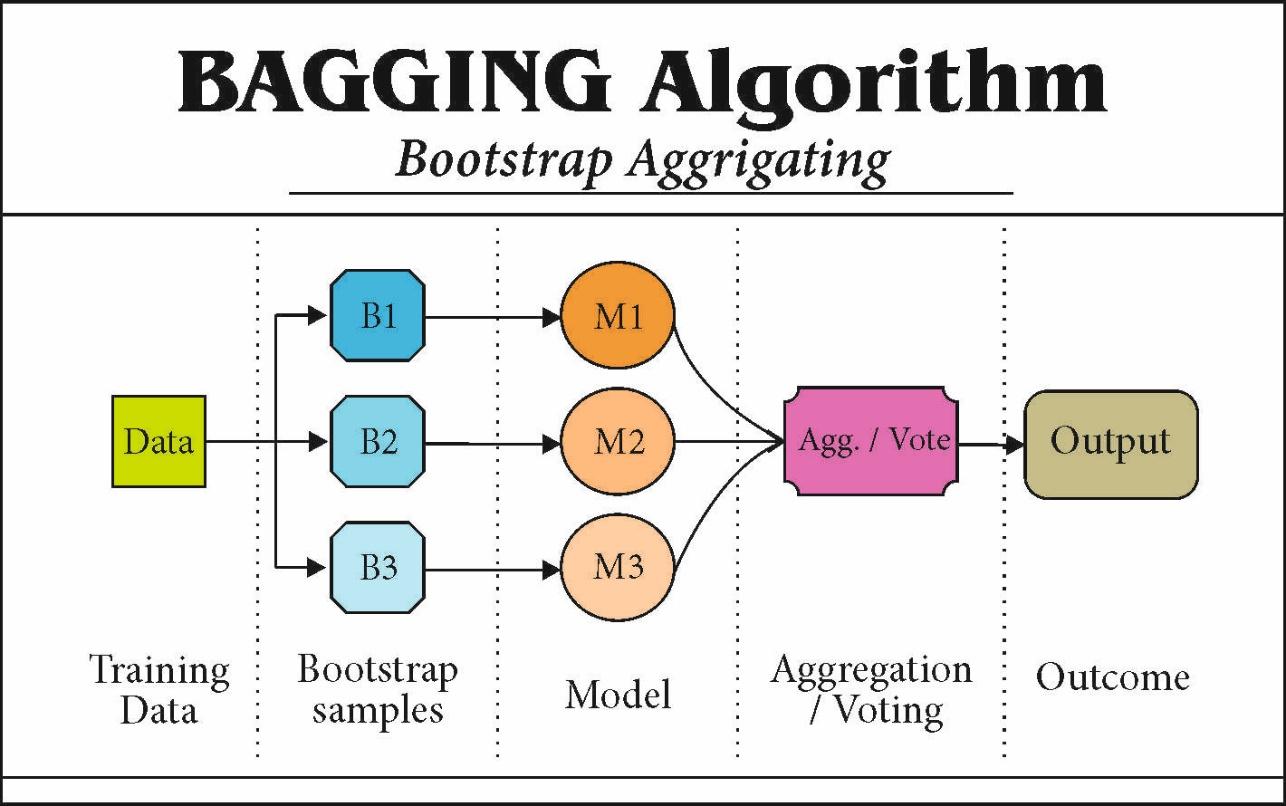 BAGGING Algorithm
Bootstrap Aggrigating
Data
B1
B2
B3
M1
M2
M3
Agg. / Vote
Output
Training
Data
Bootstrap
samples
Model
Aggregation
/ Voting
Outcome